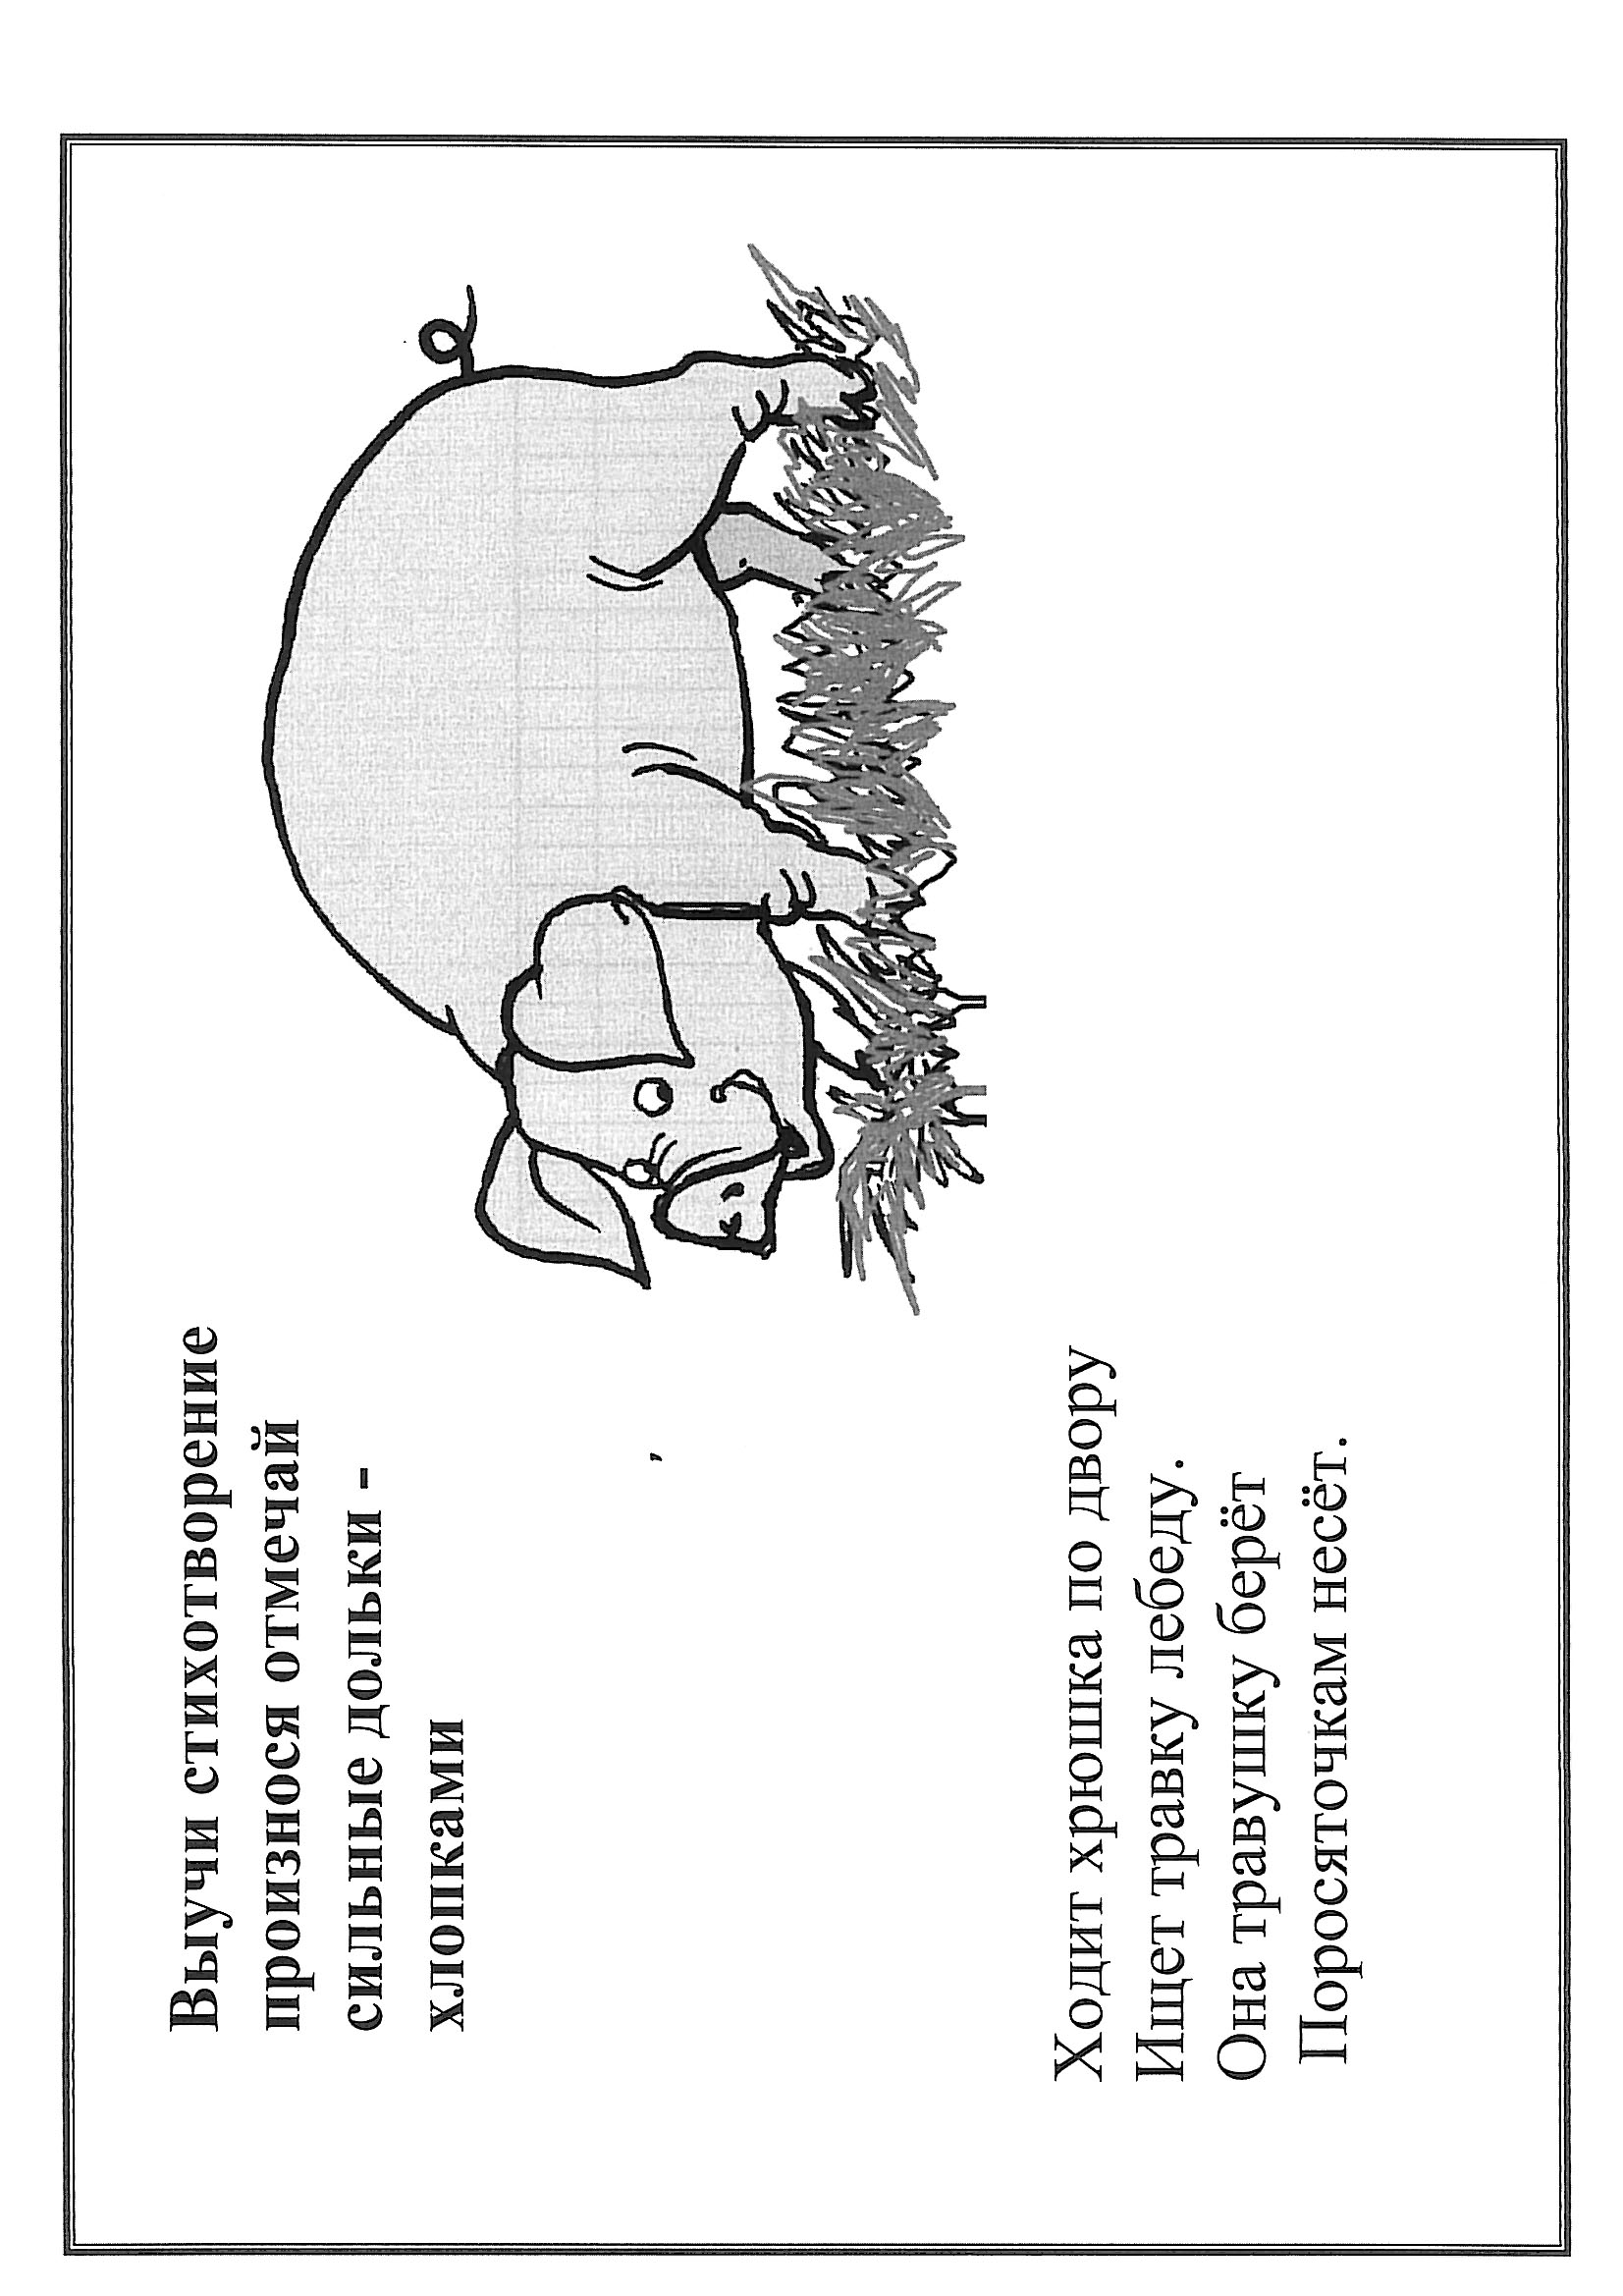 Выучи стихотворение
произнося отмечай
сильные дольки -
хлопками
Ходит хрюшка по двору
Ищет травку лебеду.
Она травушку берёт
Поросяточкам несёт.